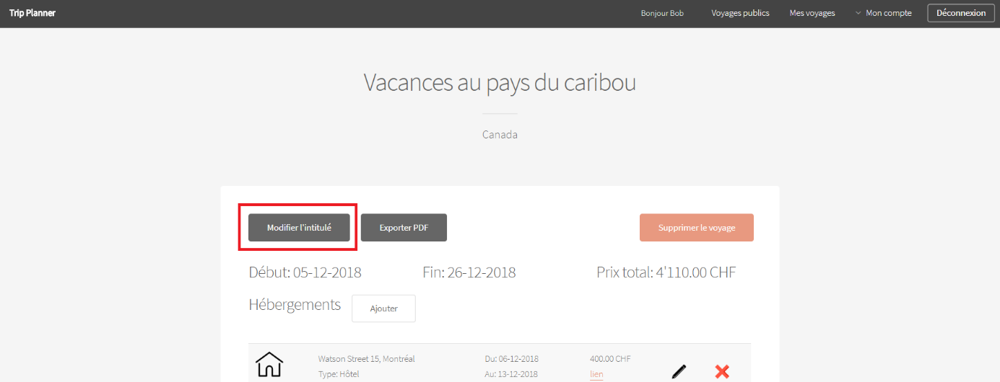 Trip Planner
Bonjour Bob
Voyages publics
Mes voyages
Mon compte
Déconnexion
Vacances au pays du caribou
Canada
Modifier l'intitulé
Exporter PDF
Supprimer le voyage
Début: 05-12-2018
Fin: 26-12-2018
Prix total: 4'110.00 CHF
Hébergements
Ajouter
Watson Street 15, Montréal
Du: 06-12-2018
400.00 CHF
Type: Hôtel
Au: 13-12-2018
lien